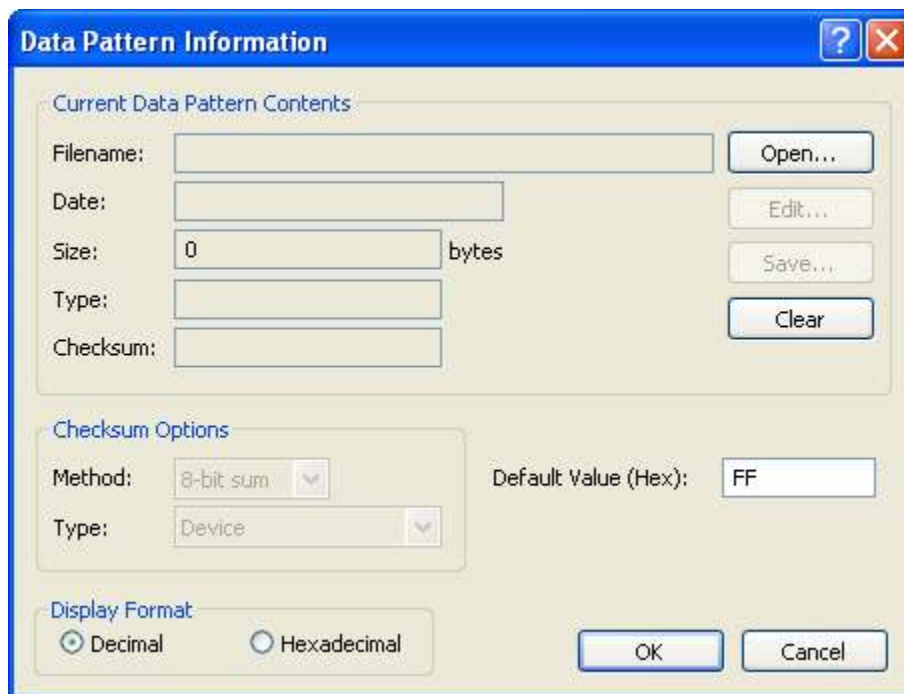 Data Pattern Information
?
Current Data Pattern Contents
Filename: Open...
Date: Edit...
Size: 0 bytes Save...
Type: Clear
Checksum:
Checksum Options
Method: 8-bit sum Default Value (Hex): FF
Type: Device
Display Format
Decimal Hexadecimal OK Cancel